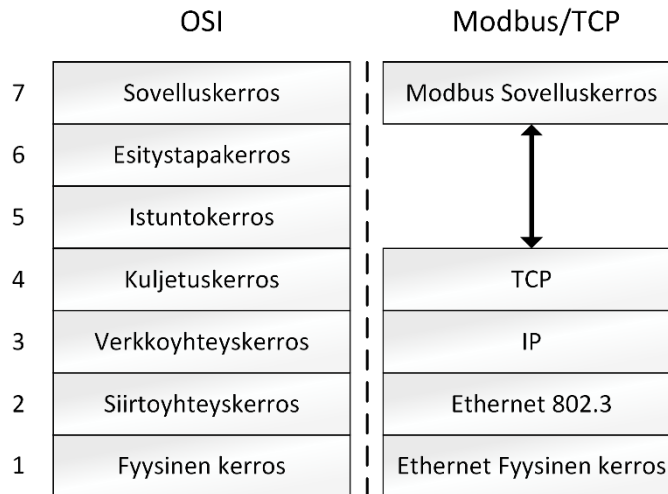 OSI Modbus/TCP
7 Sovelluskerros Modbus Sovelluskerros
6 Esitystapakerros
5 Istuntokerros
4 Kuljetuskerros TCP
3 Verkkoyhteyskerros IP
2 Siirtoyhteyskerros Ethernet 802.3
1 Fyysinen kerros Ethernet Fyysinen kerros